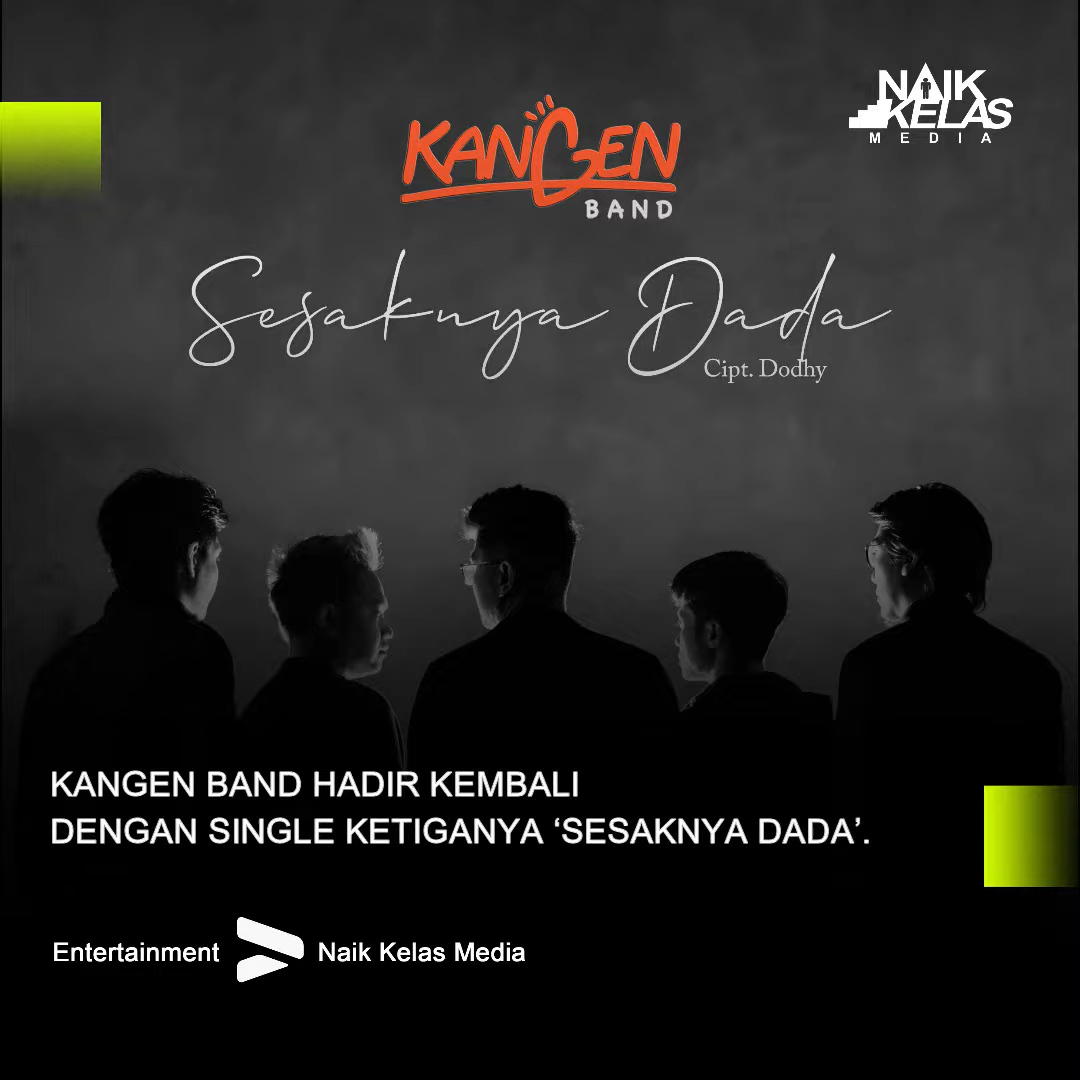 NAIK
KELAS
MEDIA
KANGEN
BAND
Sesaknya Dada
Cipt. Dodhy
KANGEN BAND HADIR KEMBALI
DENGAN SINGLE KETIGANYA ‘SESAKNYA DADA’.
Entertainment Naik Kelas Media